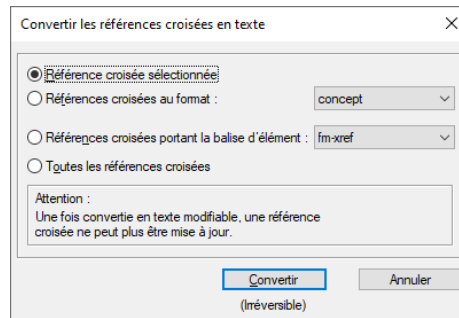 Convertir les références croisées en texte
Référence croisée sélectionnée
Références croisées au format : concept
Références croisées portant la balise d'élément : fm-xref
Toutes les références croisées
Attention :
Une fois convertie en texte modifiable, une référence
croisée ne peut plus être mise à jour.
Convertir Annuler
(Irréversible)